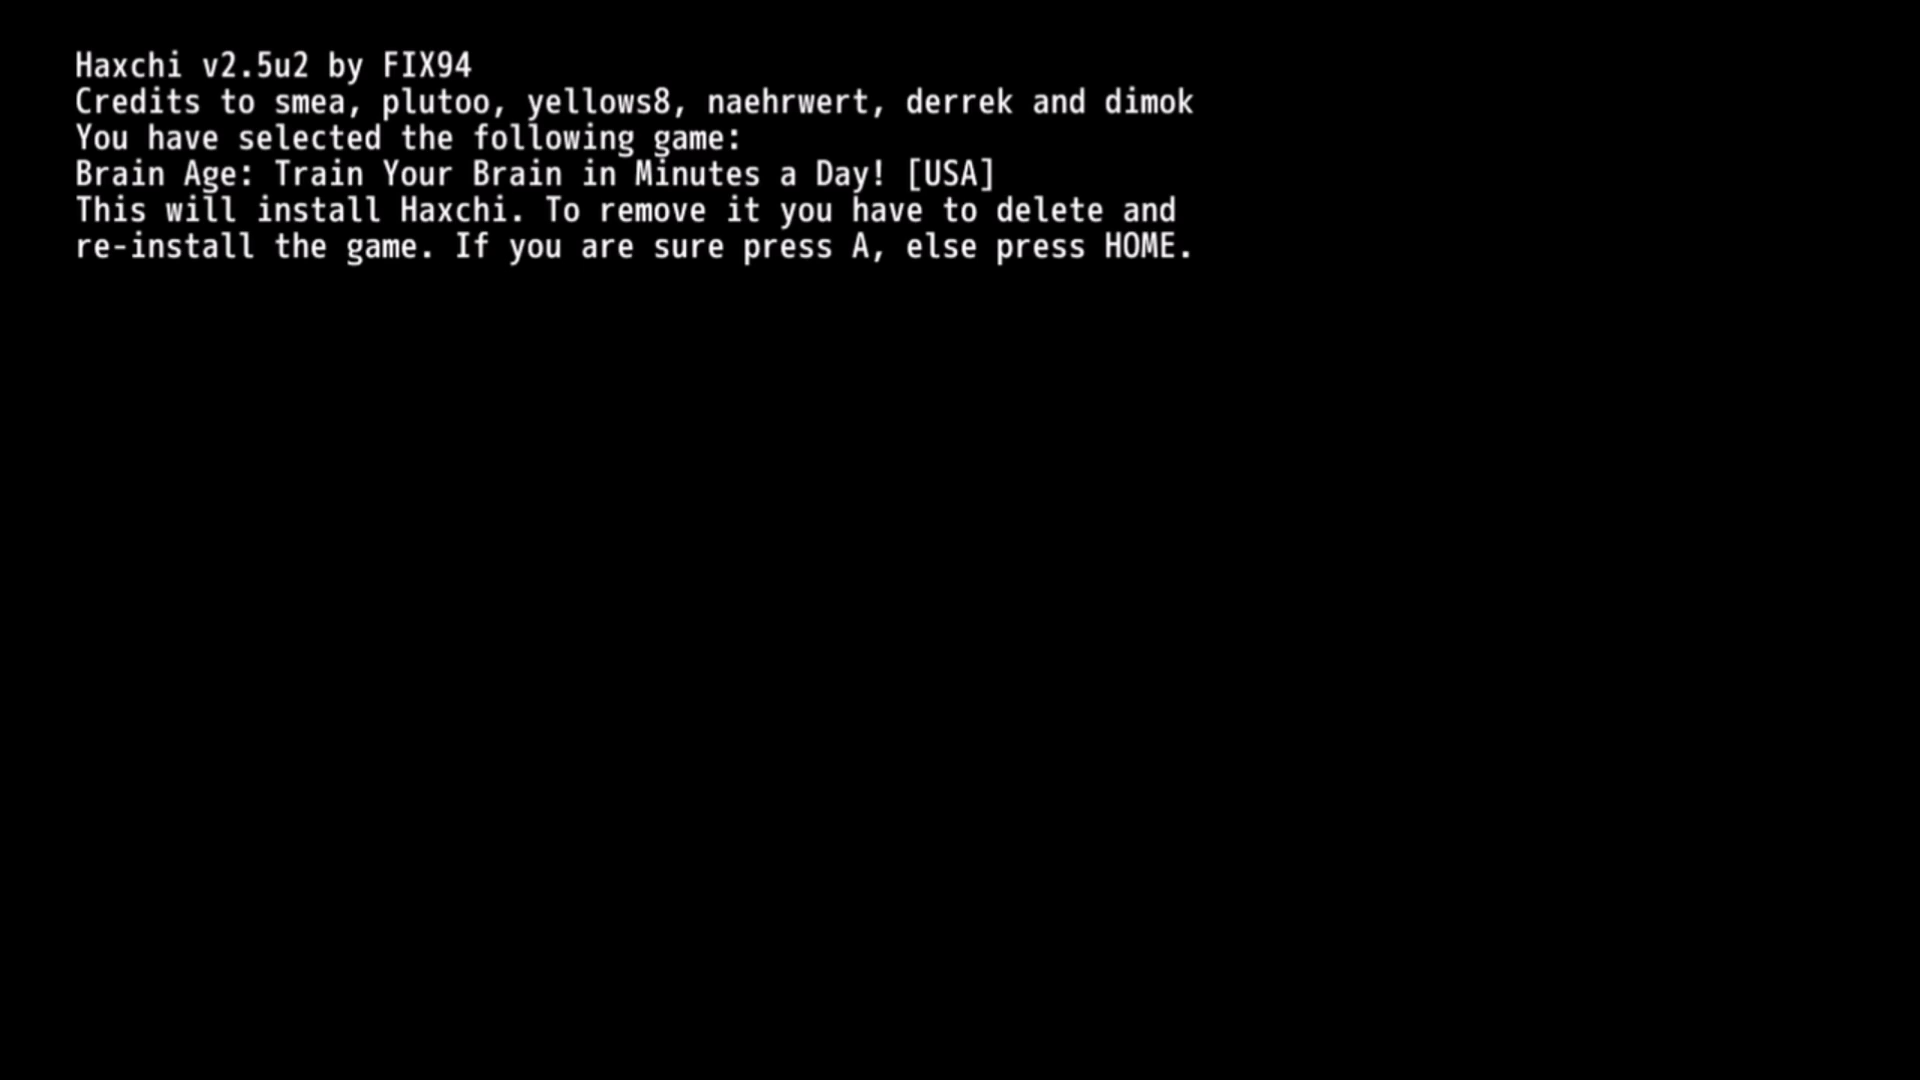 Haxchi v2.5u2 by FIX94
Credits to smea, plutoo, yellows8, naehrwert, derrek and dimok
You have selected the following game:
Brain Age: Train Your Brain in Minutes a Day! [USA]
This will install Haxchi. To remove it you have to delete and
re-install the game. If you are sure press A, else press HOME.